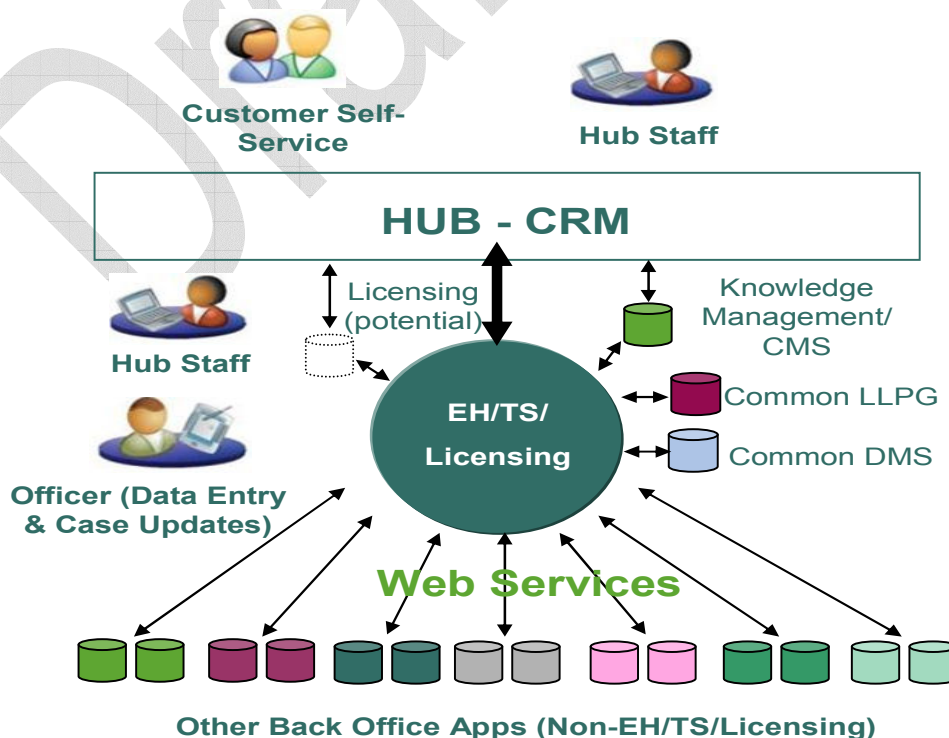 Draft
Customer Self-
Service
Hub Staff
HUB - CRM
Licensing
(potential)
Knowledge
Management/
CMS
Hub Staff
EH/TS/
Licensing
Common LLPG
Common DMS
Officer (Data Entry
& Case Updates)
Web Services
Other Back Office Apps (Non-EH/TS/Licensing)